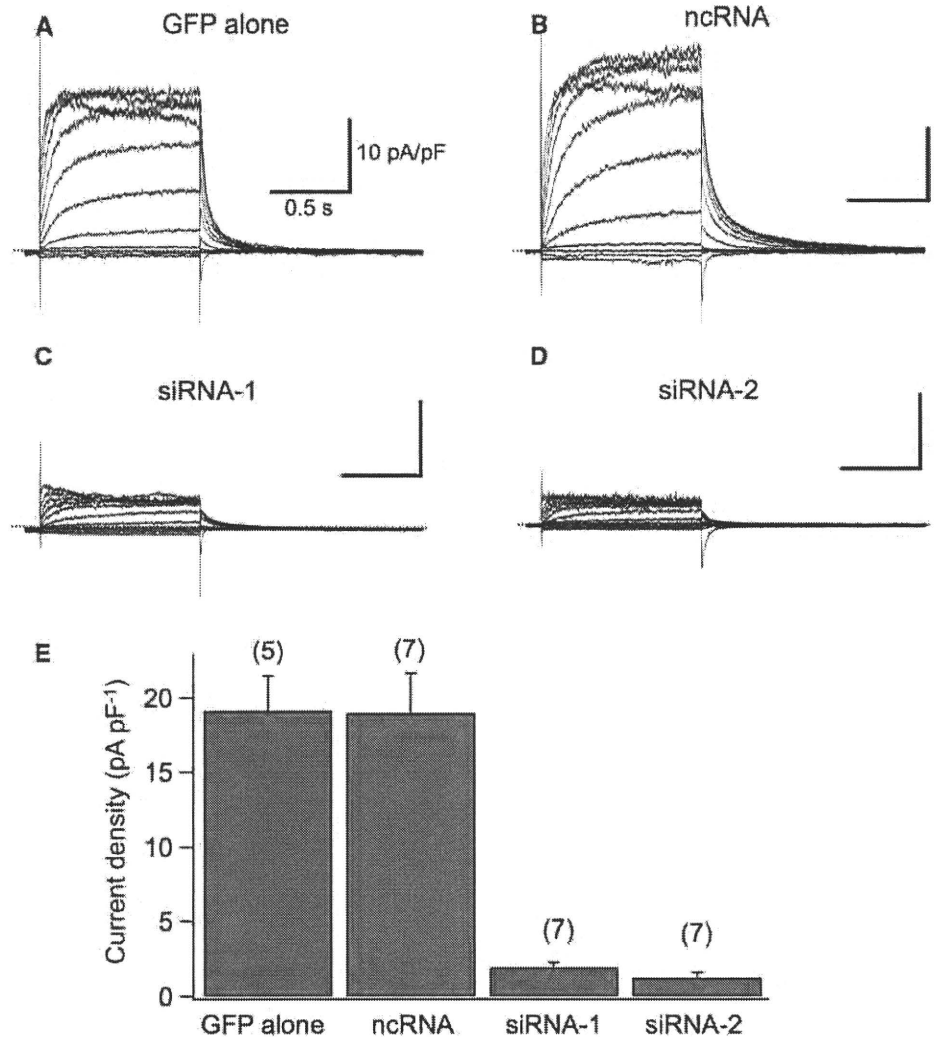 A GFP alone
B ncRNA
10 pA/pF
0.5 s
C siRNA-1
D siRNA-2
E
(5) (7) (7) (7)
Current density (pA pF⁻¹)
20
15
10
5
0
GFP alone ncRNA siRNA-1 siRNA-2